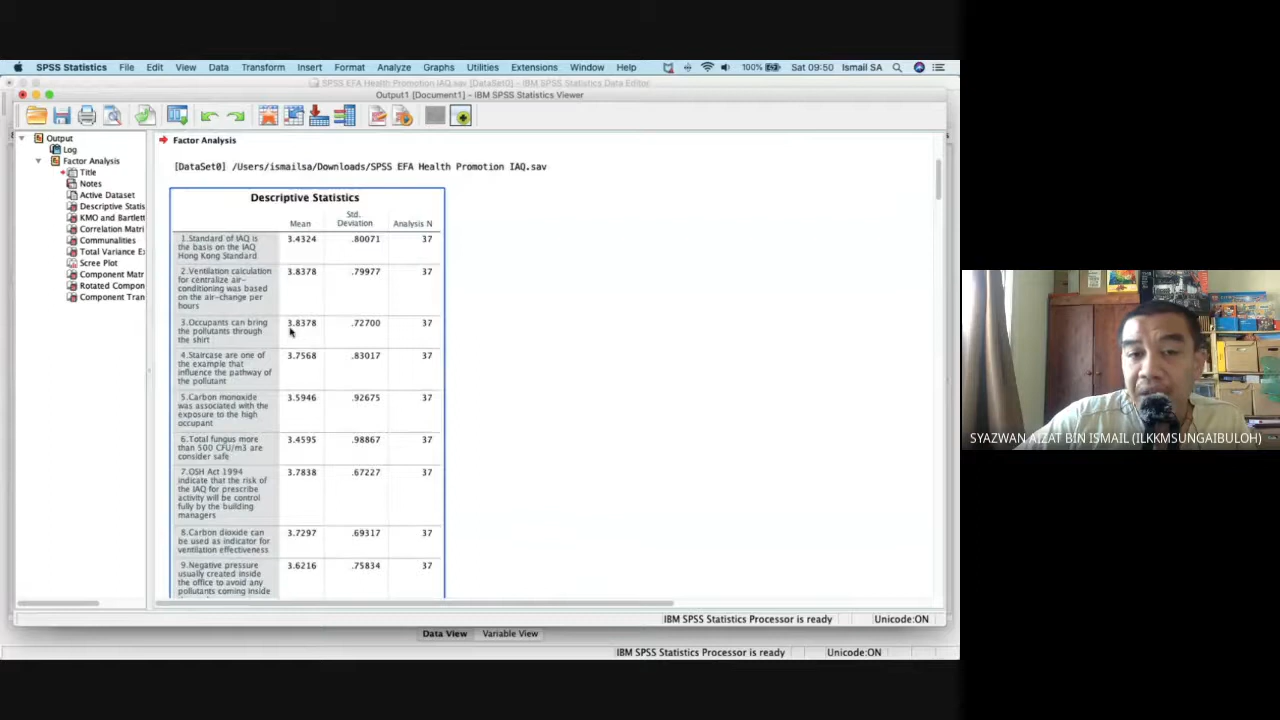 SPSS Statistics File Edit View Data Transform Insert Format Analyze Graphs Utilities Extensions Window Help 100% Sat 09:50 Ismail SA
SPSS EFA Health Promotion IAQ.sav [DataSet0] - IBM SPSS Statistics Data Editor
Output1 [Document1] - IBM SPSS Statistics Viewer
Output
Log
Factor Analysis
Title
Notes
Active Dataset
Descriptive Statis
KMO and Bartlett
Correlation Matri
Communalities
Total Variance Ex
Scree Plot
Component Matr
Rotated Compon
Component Tran
Factor Analysis
[DataSet0] /Users/ismailsa/Downloads/SPSS EFA Health Promotion IAQ.sav
Descriptive Statistics
Std.
Mean Deviation Analysis N
1.Standard of IAQ is 3.4324 .80071 37
the basis on the IAQ
Hong Kong Standard
2.Ventilation calculation 3.8378 .79977 37
for centralize air-
conditioning was based
on the air-change per
hours
3.Occupants can bring 3.8378 .72700 37
the pollutants through
the shirt
4.Staircase are one of 3.7568 .83017 37
the example that
influence the pathway of
the pollutant
5.Carbon monoxide 3.5946 .92675 37
was associated with the
exposure to the high
occupant
6.Total fungus more 3.4595 .98867 37
than 500 CFU/m3 are
consider safe
7.OSH Act 1994 3.7838 .67227 37
indicate that the risk of
the IAQ for prescribe
activity will be control
fully by the building
managers
8.Carbon dioxide can 3.7297 .69317 37
be used as indicator for
ventilation effectiveness
9.Negative pressure 3.6216 .75834 37
usually created inside
the office to avoid any
pollutants coming inside
IBM SPSS Statistics Processor is ready Unicode:ON
Data View Variable View
IBM SPSS Statistics Processor is ready Unicode:ON
SYAZWAN AIZAT BIN ISMAIL (ILKKMSUNGAIBULOH)